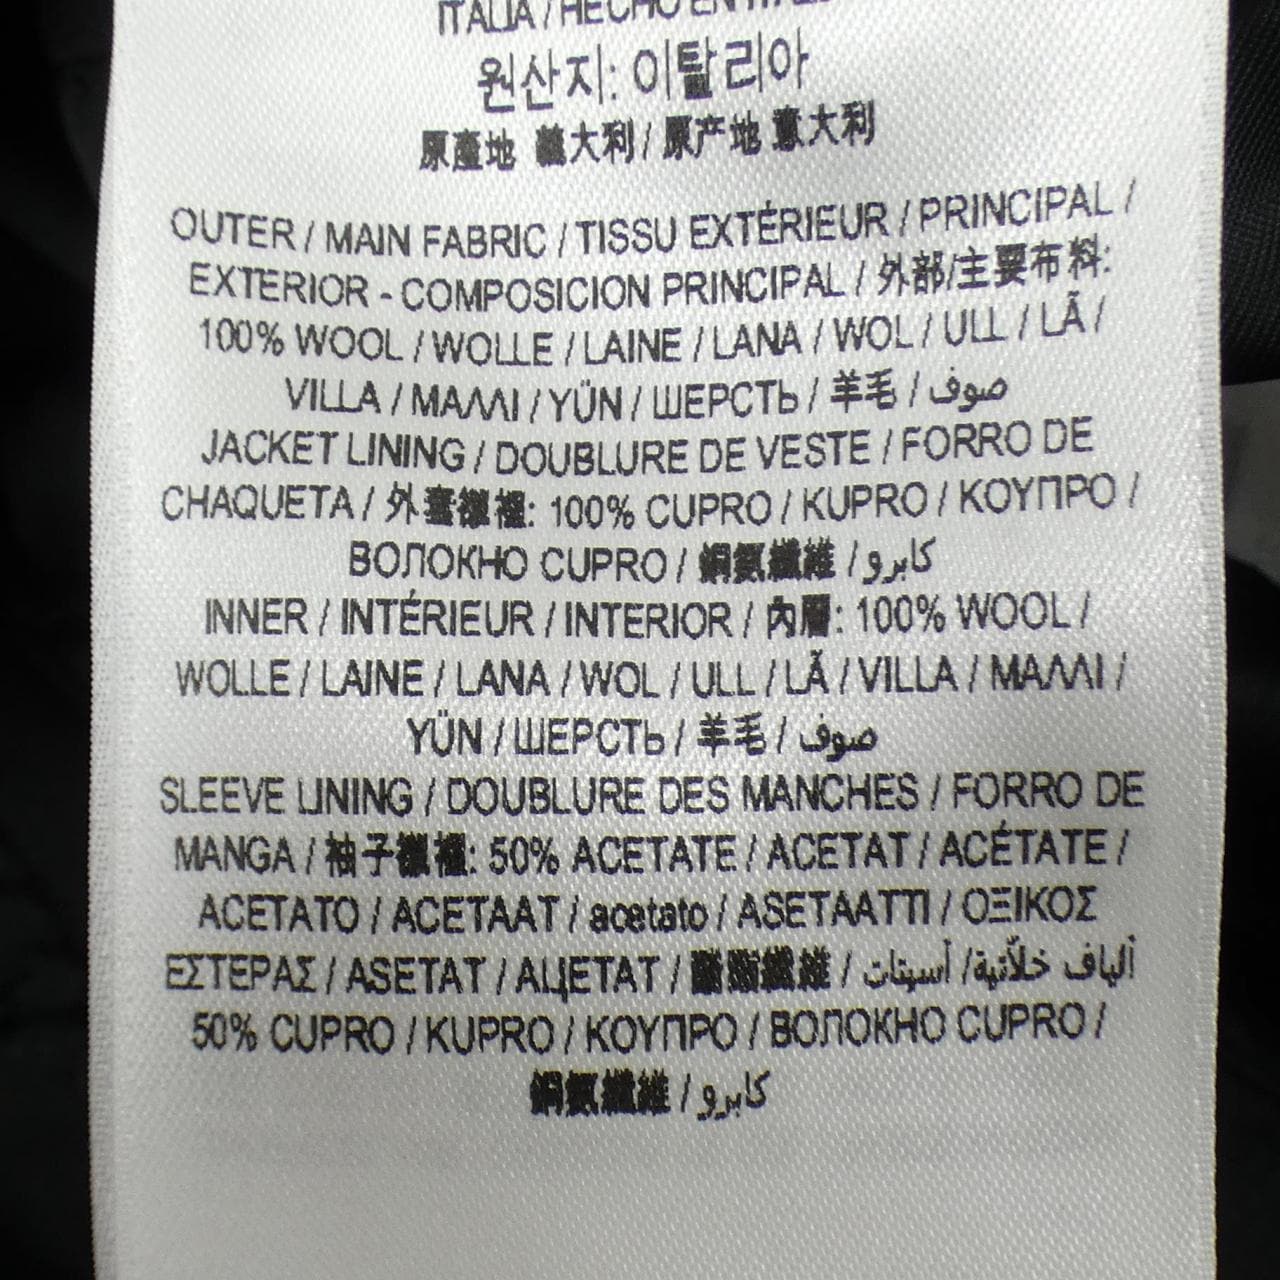 ITALIA / HECHO EN ITALIA
원산지: 이탈리아
原產地 義大利 / 原产地 意大利
OUTER / MAIN FABRIC / TISSU EXTÉRIEUR / PRINCIPAL /
EXTERIOR - COMPOSICION PRINCIPAL / 外部/主要布料:
100% WOOL / WOLLE / LAINE / LANA / WOL / ULL / LÃ /
VILLA / ΜΑΛΛΙ / YÜN / ШЕРСТЬ / 羊毛 / صوف
JACKET LINING / DOUBLURE DE VESTE / FORRO DE
CHAQUETA / 外套襯裡: 100% CUPRO / KUPRO / ΚΟΥΠΡΟ /
ВОЛОКНО CUPRO / 銅氨纖維 / كابرو
INNER / INTÉRIEUR / INTERIOR / 內層: 100% WOOL /
WOLLE / LAINE / LANA / WOL / ULL / LÃ / VILLA / ΜΑΛΛΙ /
YÜN / ШЕРСТЬ / 羊毛 / صوف
SLEEVE LINING / DOUBLURE DES MANCHES / FORRO DE
MANGA / 袖子襯裡: 50% ACETATE / ACETAT / ACÉTATE /
ACETATO / ACETAAT / acetato / ASETAATTI / ΟΞΙΚΟΣ
ΕΣΤΕΡΑΣ / ASETAT / АЦЕТАТ / 醋酯纖維 / ألياف خلاّتية/ أسيتات
50% CUPRO / KUPRO / ΚΟΥΠΡΟ / ВОЛОКНО CUPRO /
銅氨纖維 / كابرو